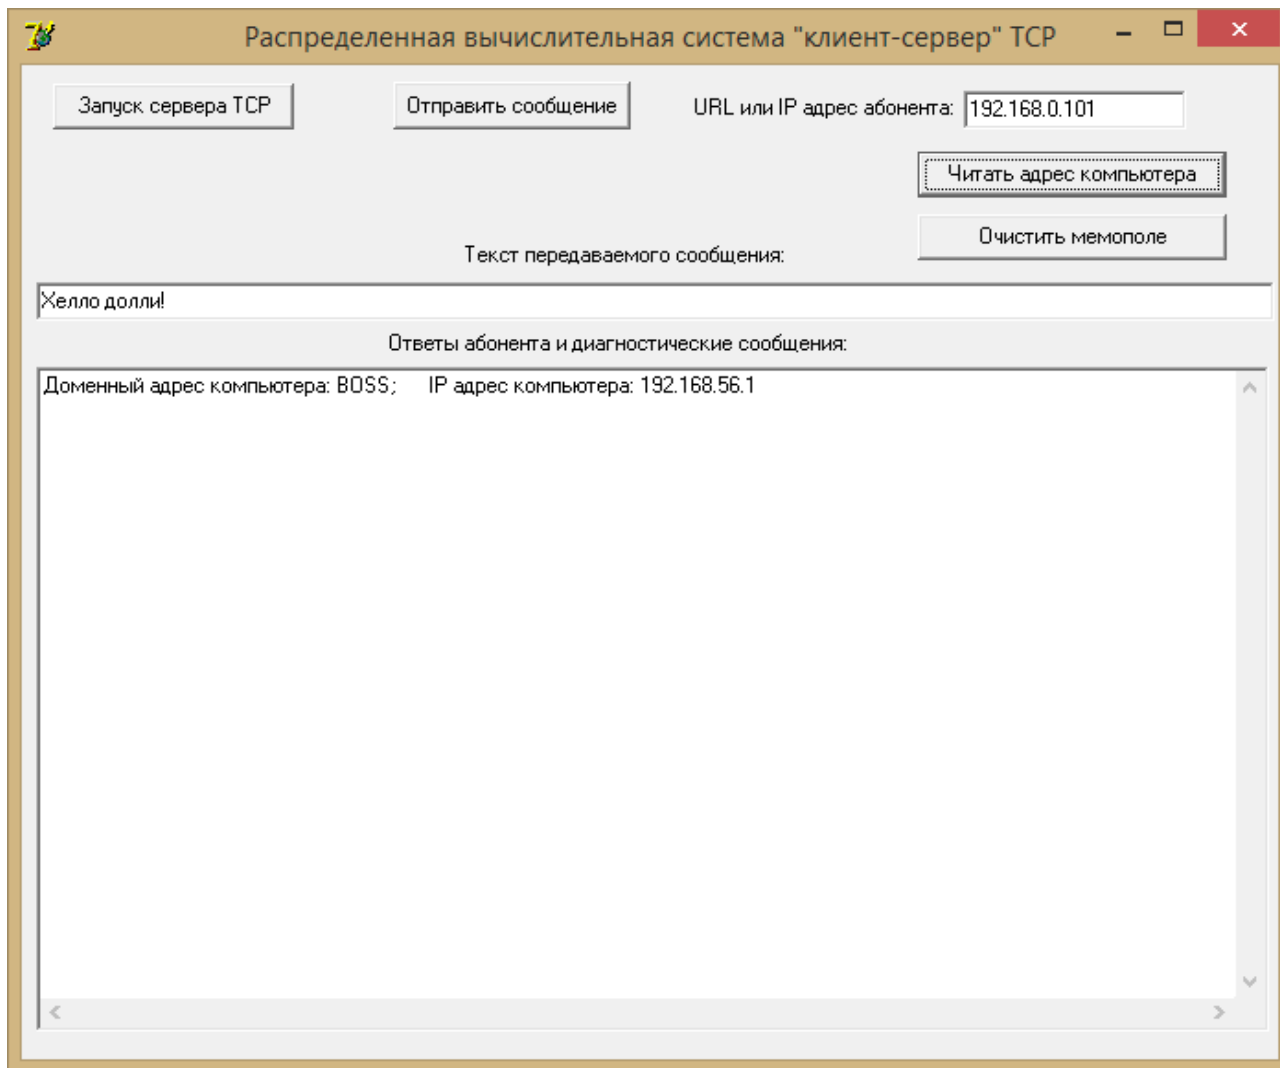 Распределенная вычислительная система "клиент-сервер" TCP
Запуск сервера TCP
Отправить сообщение
URL или IP адрес абонента: 192.168.0.101
Читать адрес компьютера
Очистить мемополе
Текст передаваемого сообщения:
Хелло долли!
Ответы абонента и диагностические сообщения:
Доменный адрес компьютера: BOSS; IP адрес компьютера: 192.168.56.1